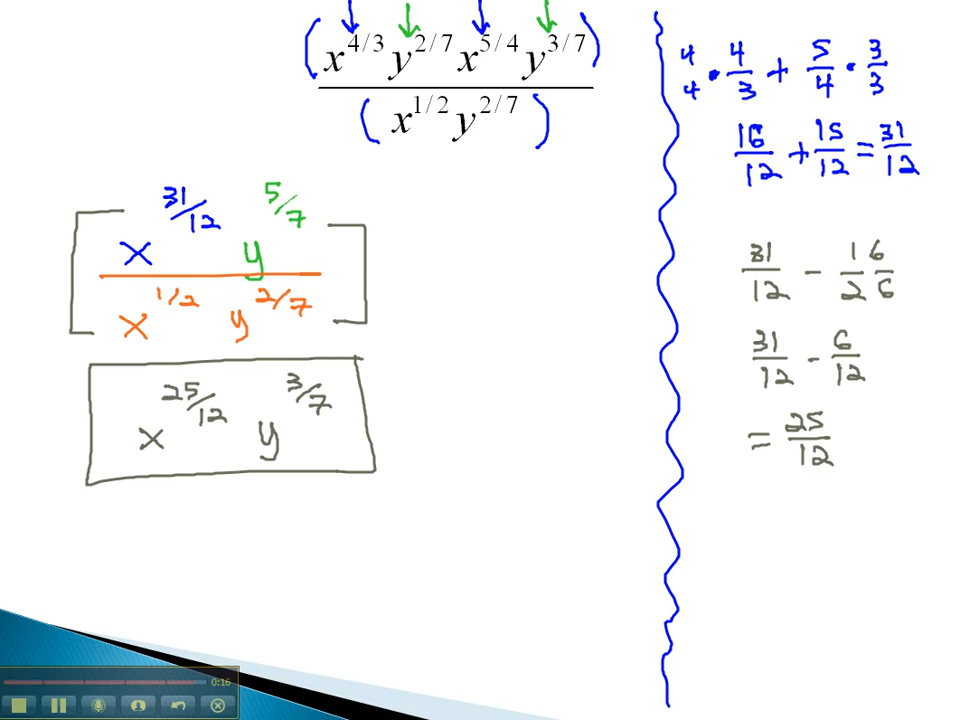 (x^{4/3} y^{2/7} x^{5/4} y^{3/7})
(x^{1/2} y^{2/7})
4/4 · 4/3 + 5/4 · 3/3
16/12 + 15/12 = 31/12
[x^{31/12} y^{5/7}
x^{1/2} y^{2/7}]
31/12 - 1/2 6/6
31/12 - 6/12
= 25/12
x^{25/12} y^{3/7}
0:16